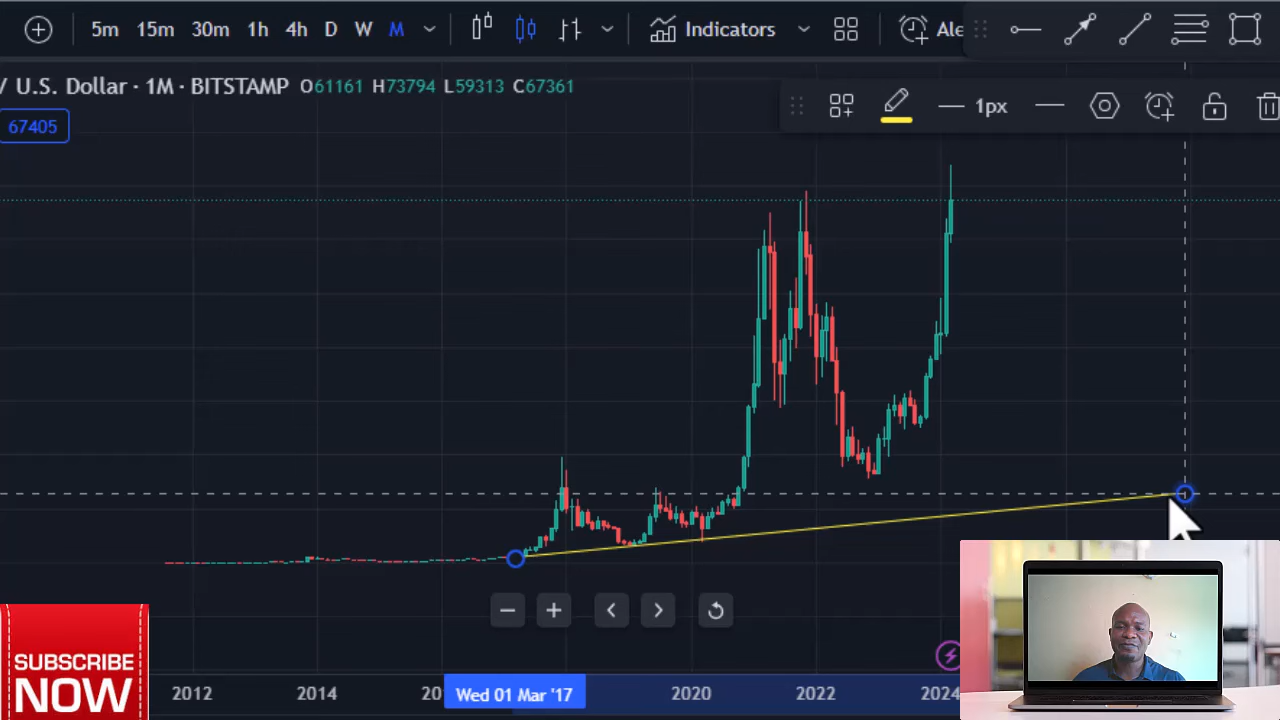 5m 15m 30m 1h 4h D W M Indicators Ale
/ U.S. Dollar · 1M · BITSTAMP O61161 H73794 L59313 C67361
1px
67405
SUBSCRIBE
NOW
2012 2014 20 Wed 01 Mar '17 2020 2022 2024